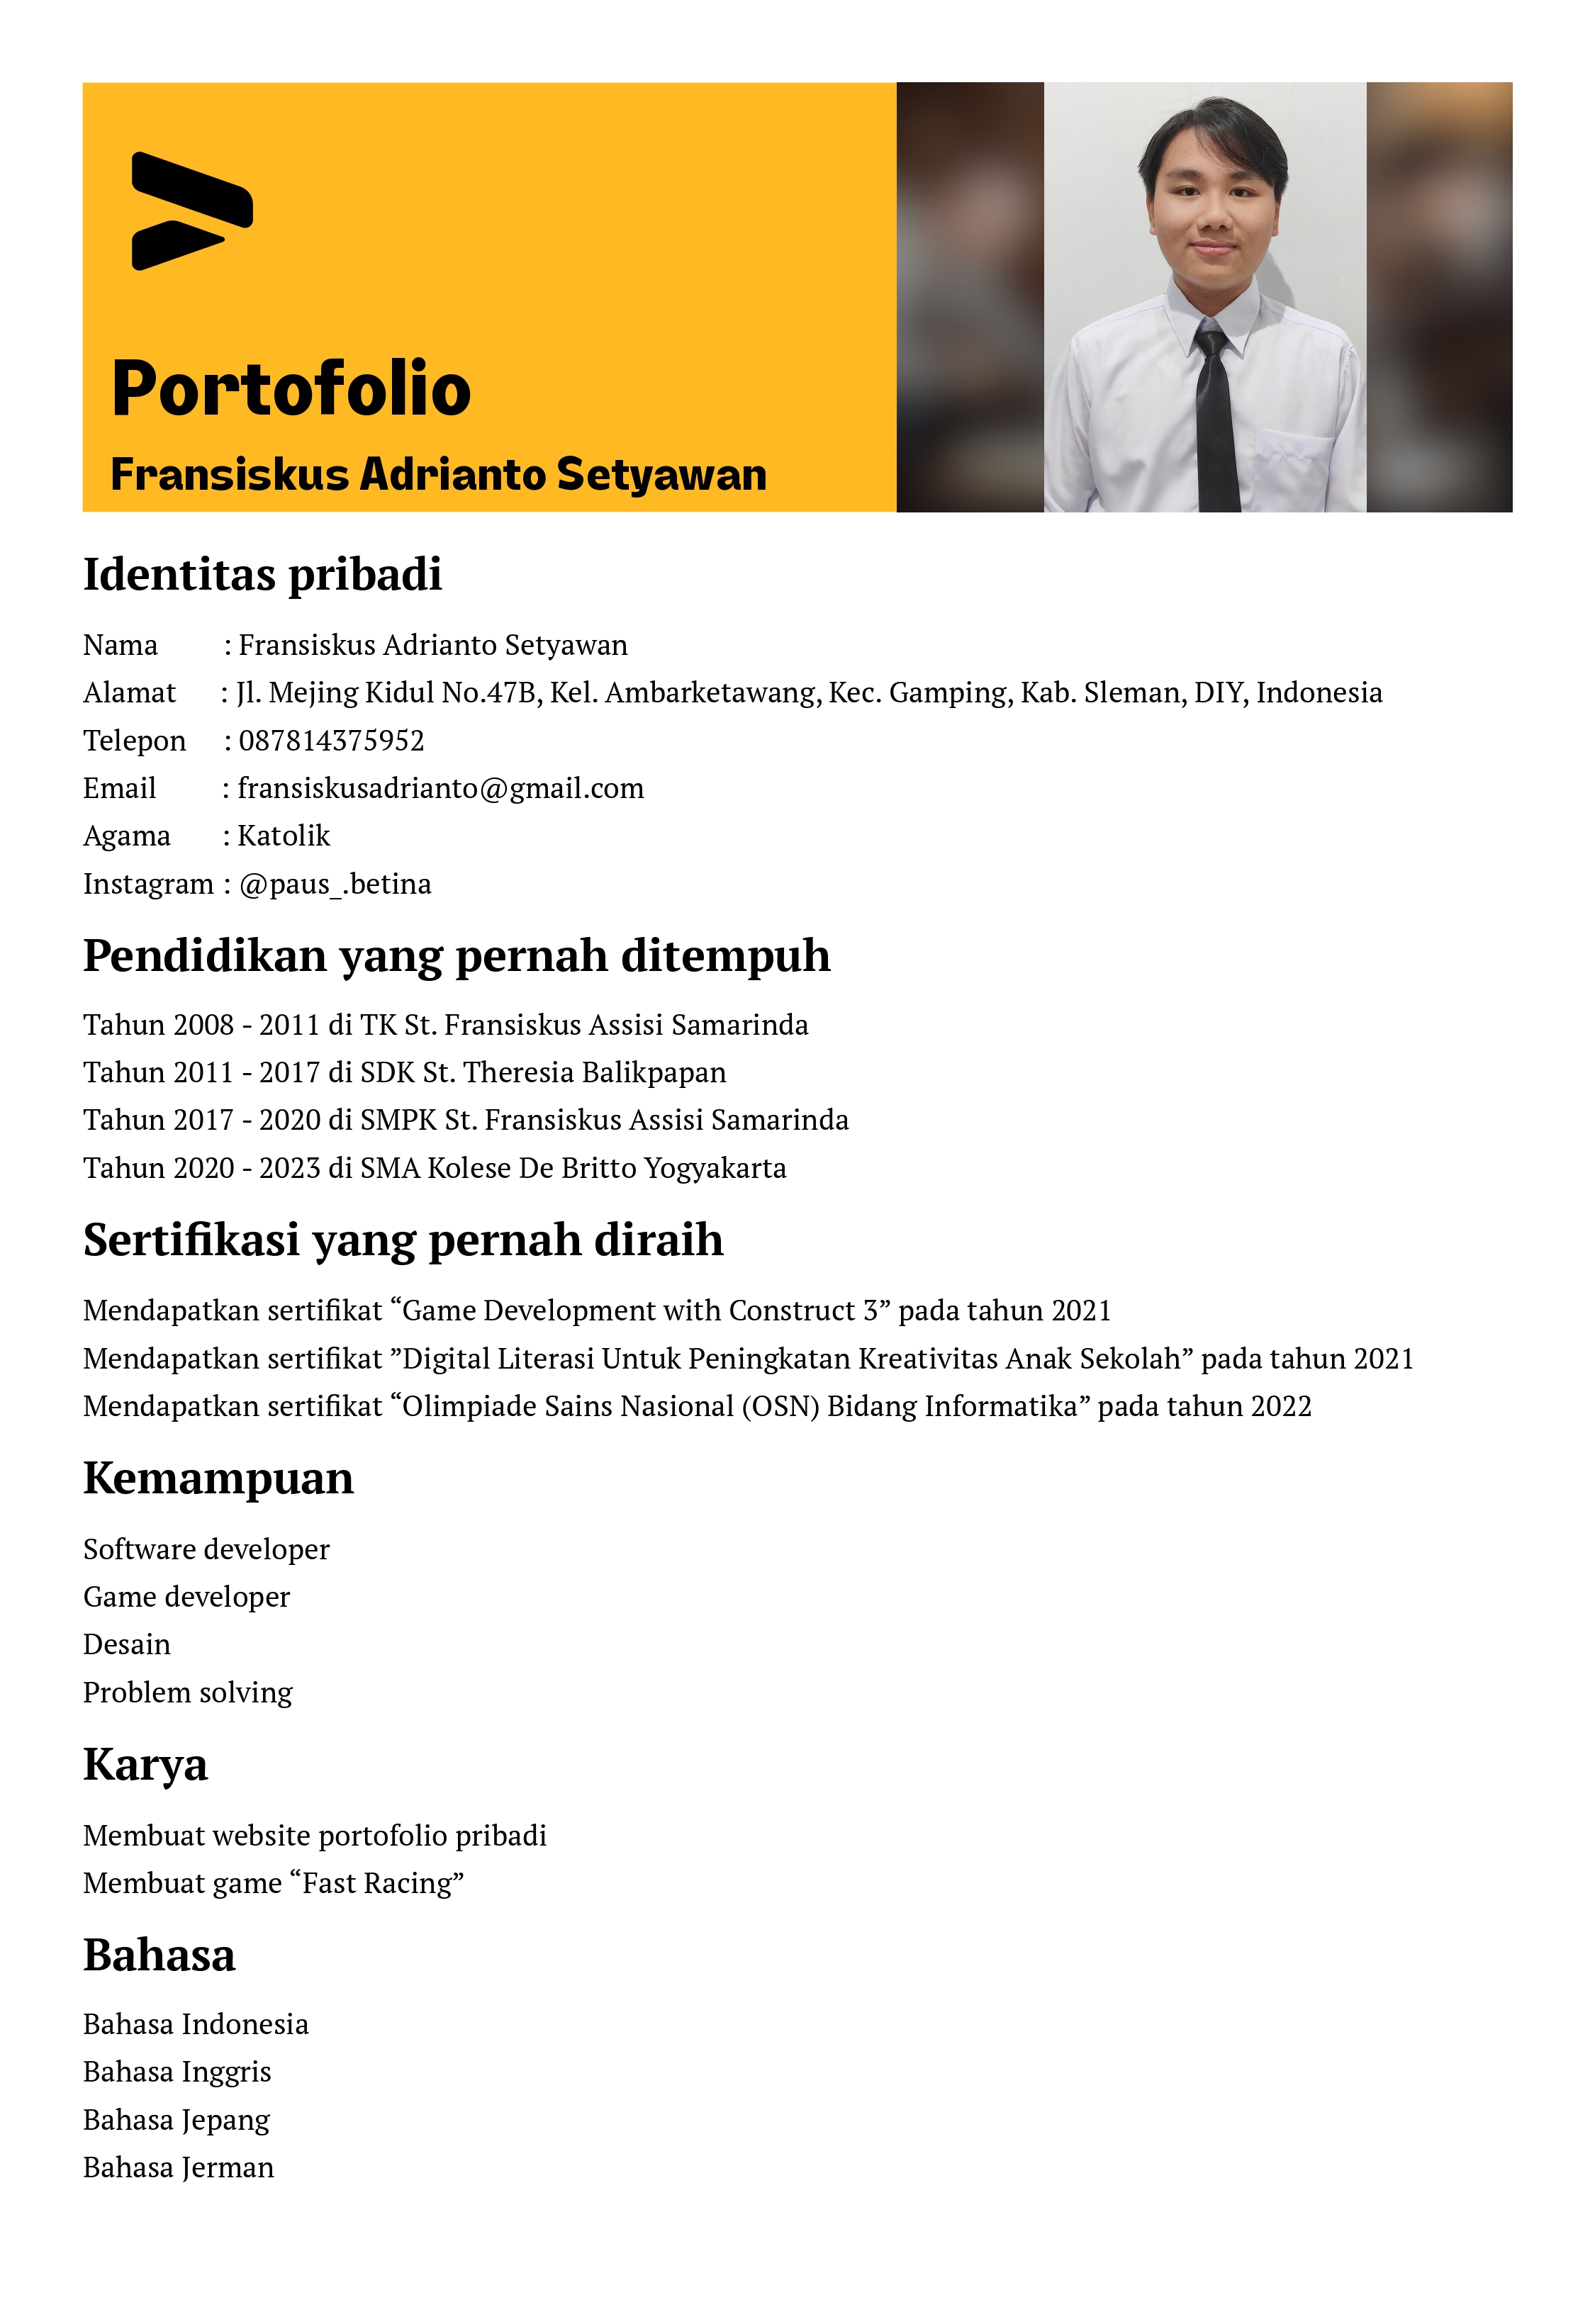 Portofolio
Fransiskus Adrianto Setyawan
Identitas pribadi
Nama : Fransiskus Adrianto Setyawan
Alamat : Jl. Mejing Kidul No.47B, Kel. Ambarketawang, Kec. Gamping, Kab. Sleman, DIY, Indonesia
Telepon : 087814375952
Email : fransiskusadrianto@gmail.com
Agama : Katolik
Instagram : @paus_.betina
Pendidikan yang pernah ditempuh
Tahun 2008 - 2011 di TK St. Fransiskus Assisi Samarinda
Tahun 2011 - 2017 di SDK St. Theresia Balikpapan
Tahun 2017 - 2020 di SMPK St. Fransiskus Assisi Samarinda
Tahun 2020 - 2023 di SMA Kolese De Britto Yogyakarta
Sertifikasi yang pernah diraih
Mendapatkan sertifikat “Game Development with Construct 3” pada tahun 2021
Mendapatkan sertifikat ”Digital Literasi Untuk Peningkatan Kreativitas Anak Sekolah” pada tahun 2021
Mendapatkan sertifikat “Olimpiade Sains Nasional (OSN) Bidang Informatika” pada tahun 2022
Kemampuan
Software developer
Game developer
Desain
Problem solving
Karya
Membuat website portofolio pribadi
Membuat game “Fast Racing”
Bahasa
Bahasa Indonesia
Bahasa Inggris
Bahasa Jepang
Bahasa Jerman